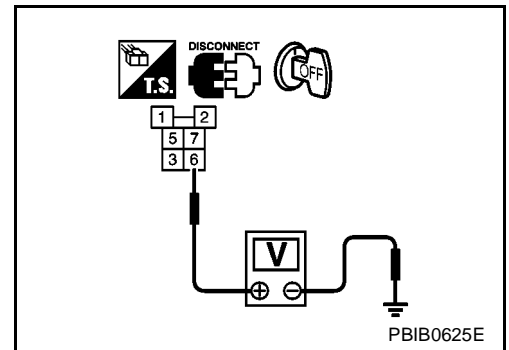 DISCONNECT
T.S.
OFF
1 2
5 7
3 6
V
+ −
PBIB0625E